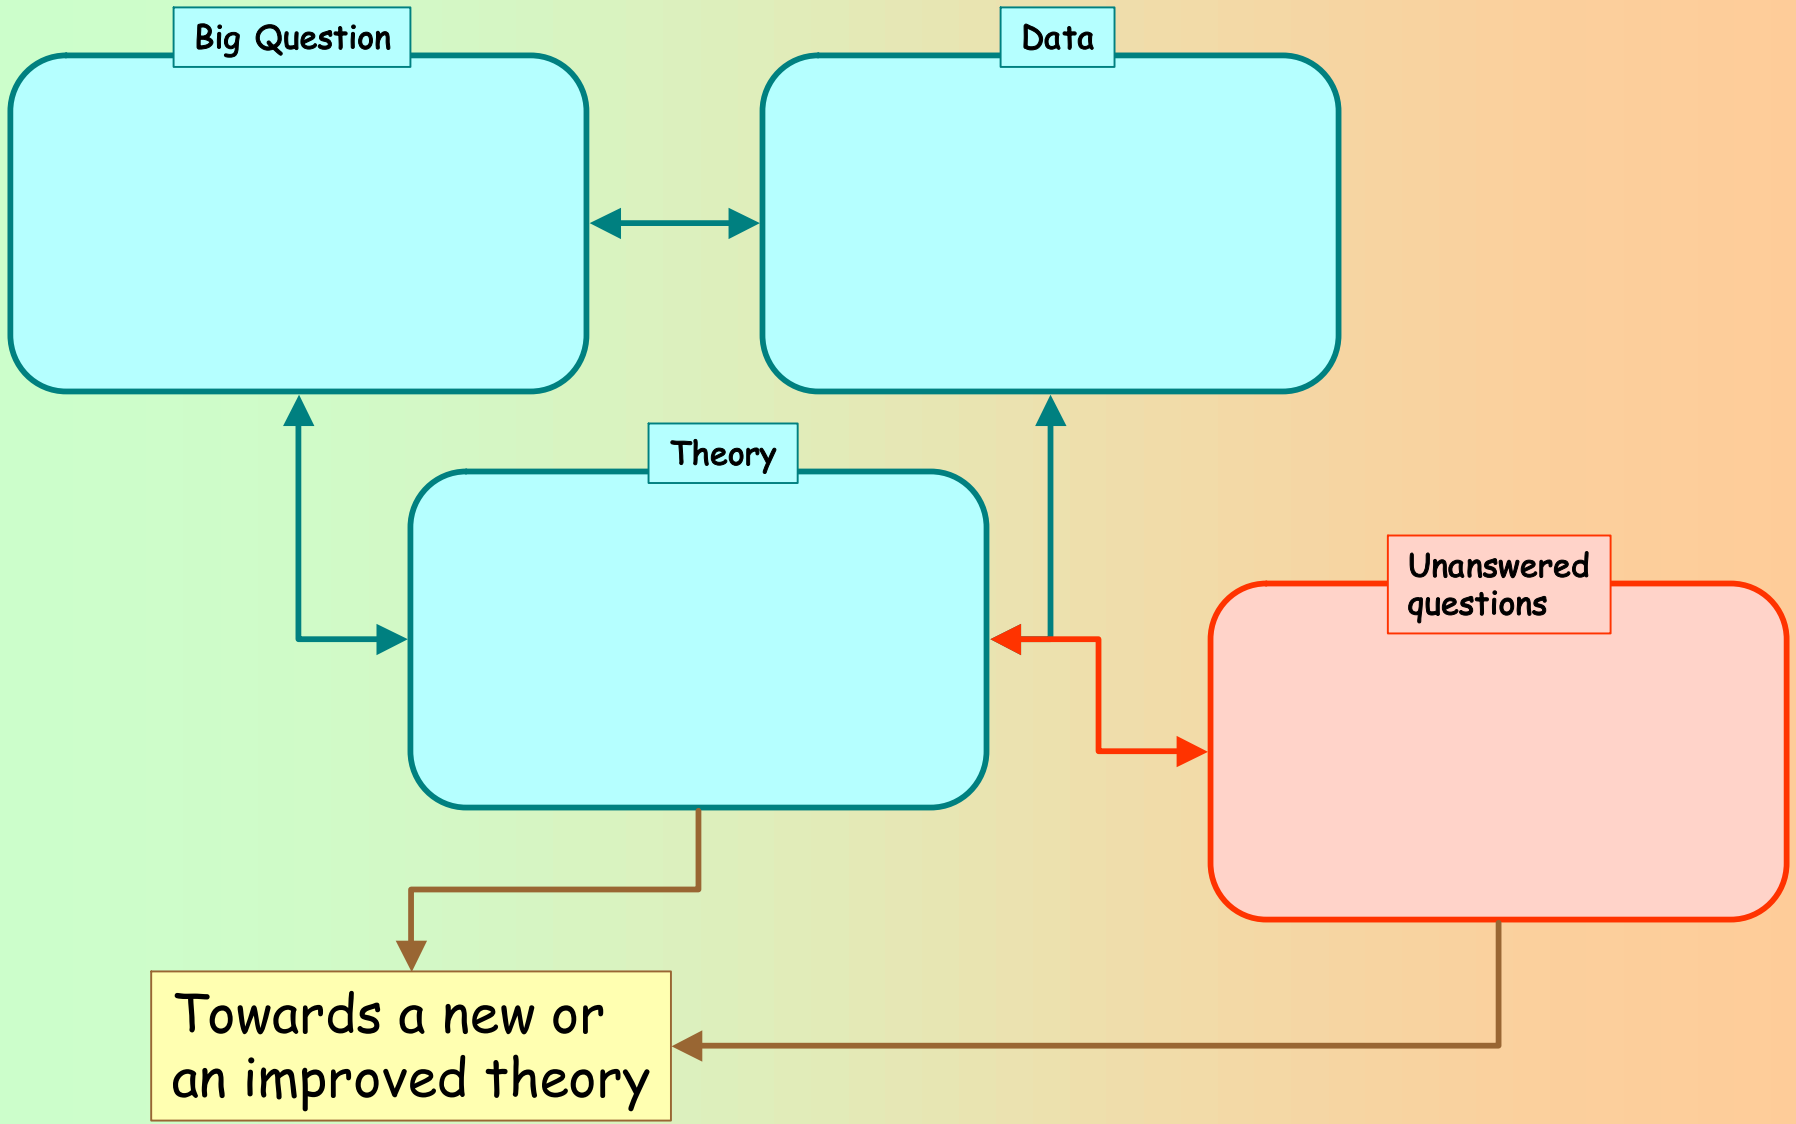 Big Question
Data
Theory
Unanswered
questions
Towards a new or
an improved theory